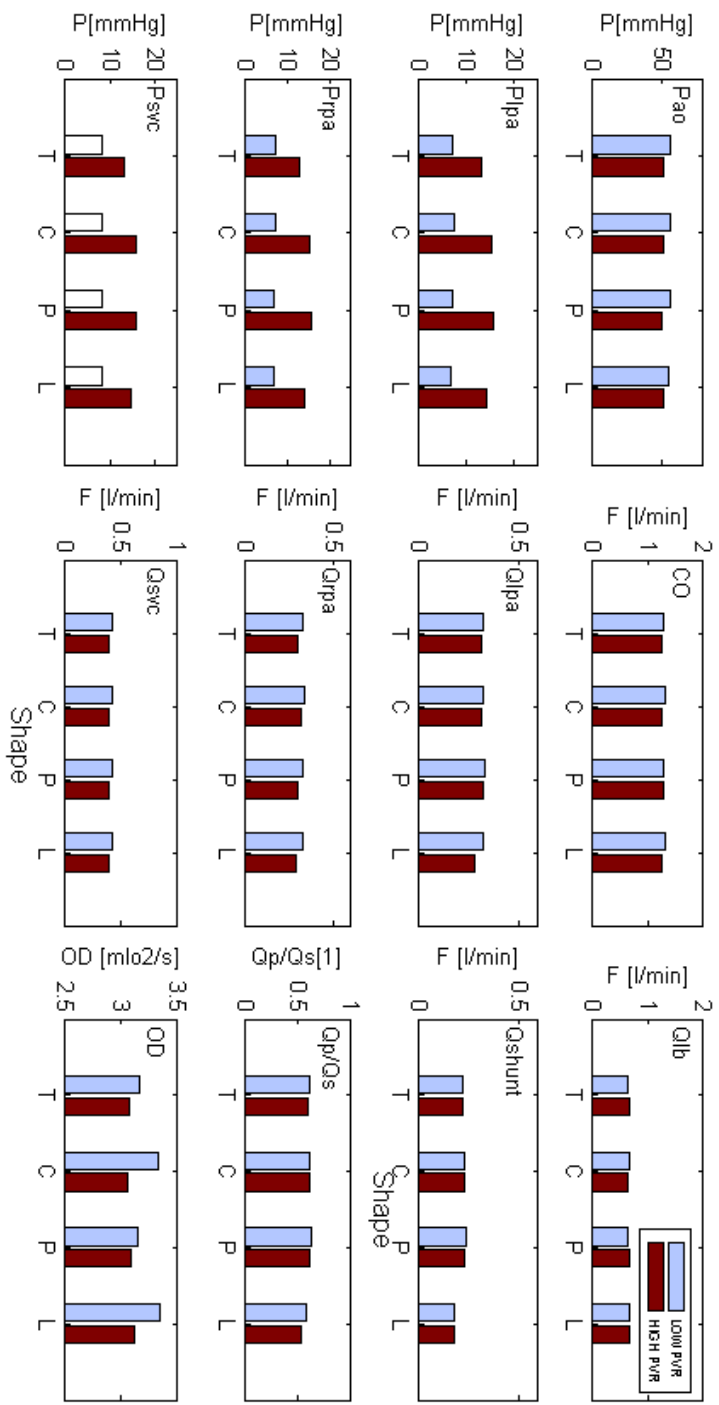 Pao
P[mmHg]
50
0
T C P L
CO
F [l/min]
2
1
0
T C P L
Qlb
F [l/min]
2
1
0
T C P L
LOW PVR
HIGH PVR
Plpa
P[mmHg]
20
10
0
T C P L
Qlpa
F [l/min]
0.5
0
T C P L
Qshunt
F [l/min]
0.5
0
T C P L
Shape
Prpa
P[mmHg]
20
10
0
T C P L
Qrpa
F [l/min]
0.5
0
T C P L
Qp/Qs
Qp/Qs[1]
1
0.5
0
T C P L
Psvc
P[mmHg]
20
10
0
T C P L
Qsvc
F [l/min]
1
0.5
0
T C P L
Shape
OD
OD [mlo2/s]
3.5
3
2.5
T C P L